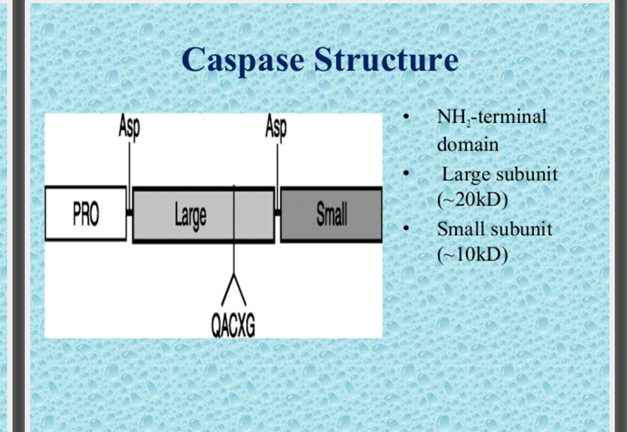 Caspase Structure
Asp Asp
PRO Large Small
QACXG
• NH₂-terminal
domain
• Large subunit
(~20kD)
• Small subunit
(~10kD)